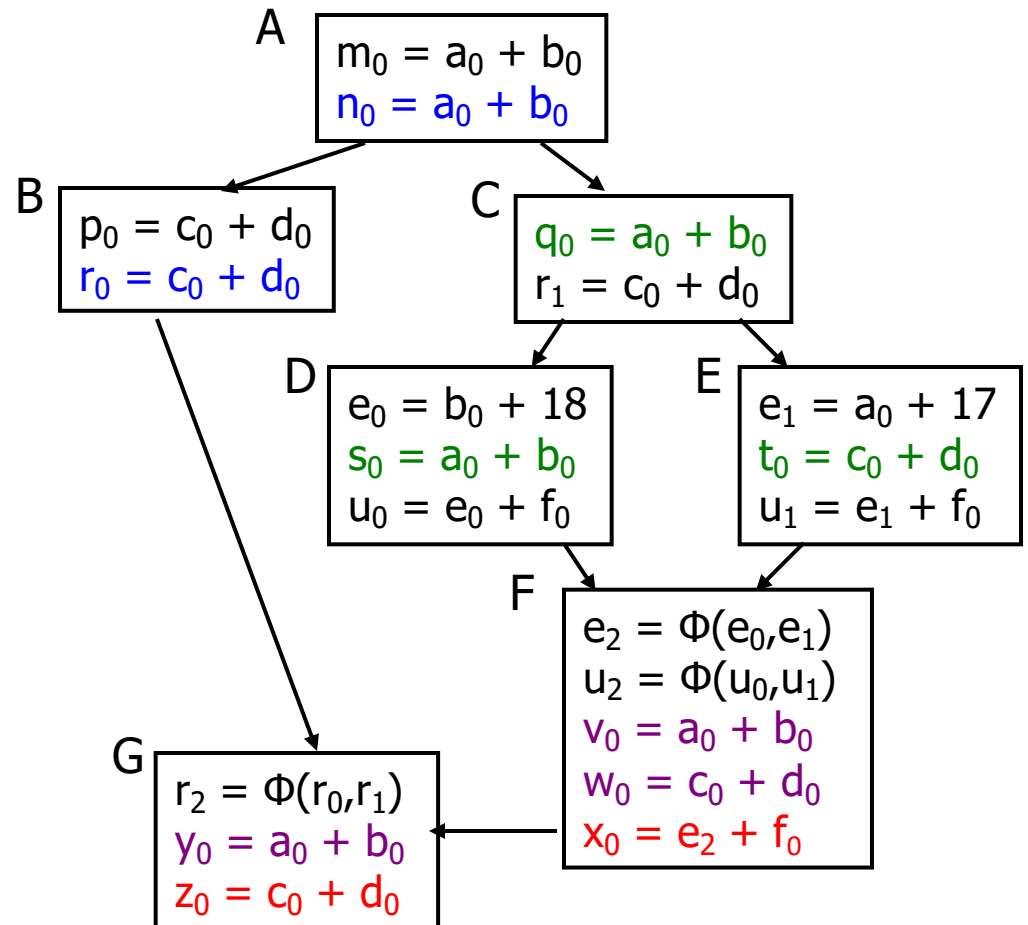 A
m₀ = a₀ + b₀
n₀ = a₀ + b₀
B
p₀ = c₀ + d₀
r₀ = c₀ + d₀
C
q₀ = a₀ + b₀
r₁ = c₀ + d₀
D
e₀ = b₀ + 18
s₀ = a₀ + b₀
u₀ = e₀ + f₀
E
e₁ = a₀ + 17
t₀ = c₀ + d₀
u₁ = e₁ + f₀
F
e₂ = Φ(e₀,e₁)
u₂ = Φ(u₀,u₁)
v₀ = a₀ + b₀
w₀ = c₀ + d₀
x₀ = e₂ + f₀
G
r₂ = Φ(r₀,r₁)
y₀ = a₀ + b₀
z₀ = c₀ + d₀